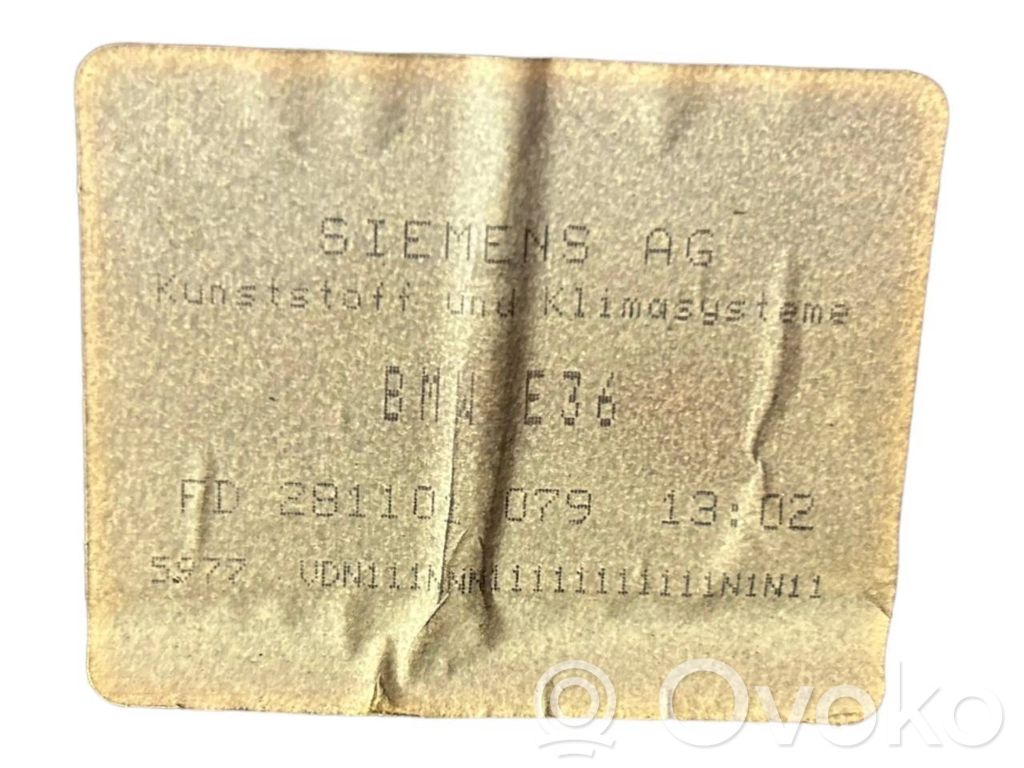 SIEMENS AG
Kunststoff und Klimasysteme
BMW E36
FD 281101 079 13:02
5977 VDN111NNN111111111111N1N11
Ovoko